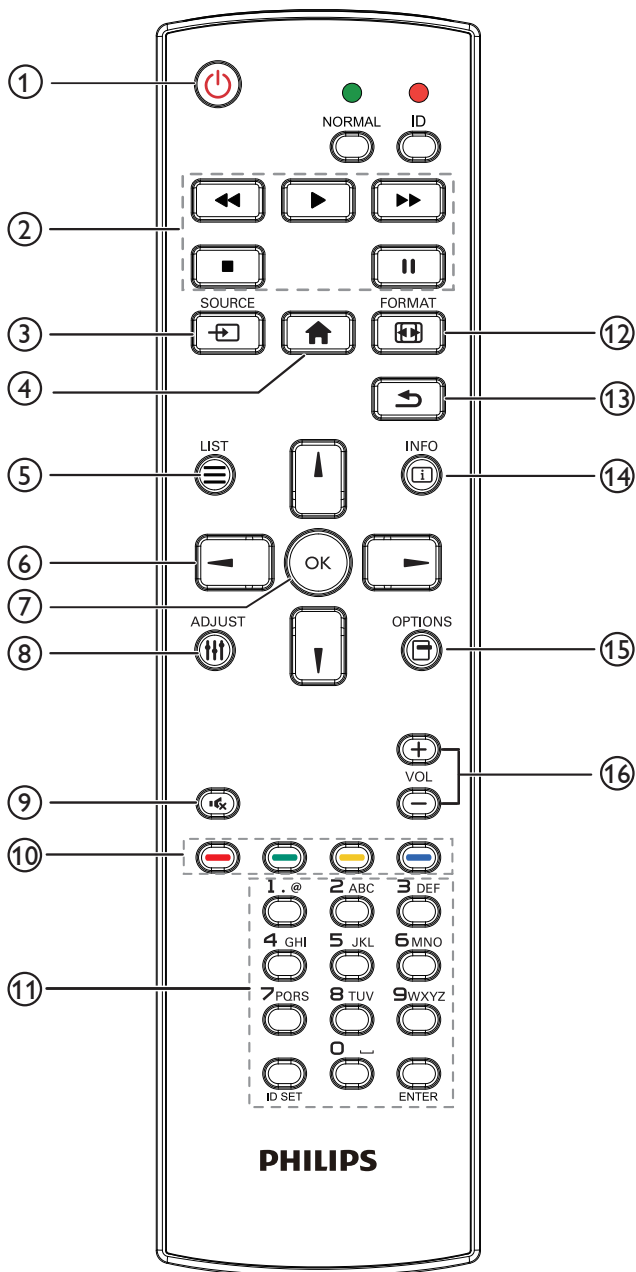 1
NORMAL ID
2
SOURCE FORMAT
3
12
4
13
LIST INFO
5
14
6
OK
7
ADJUST OPTIONS
8
15
VOL
16
9
10
1 . @ 2 ABC 3 DEF
4 GHI 5 JKL 6 MNO
11
7 PQRS 8 TUV 9 WXYZ
0 ⎵
ID SET ENTER
PHILIPS